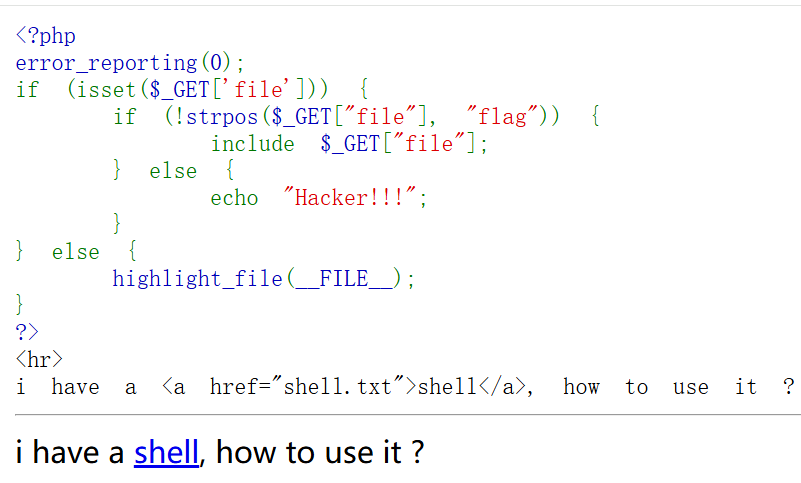 <?php
error_reporting(0);
if (isset($_GET['file'])) {
if (!strpos($_GET["file"], "flag")) {
include $_GET["file"];
} else {
echo "Hacker!!!";
}
} else {
highlight_file(__FILE__);
}
?>
<hr>
i have a <a href="shell.txt">shell</a>, how to use it ?
i have a shell, how to use it ?